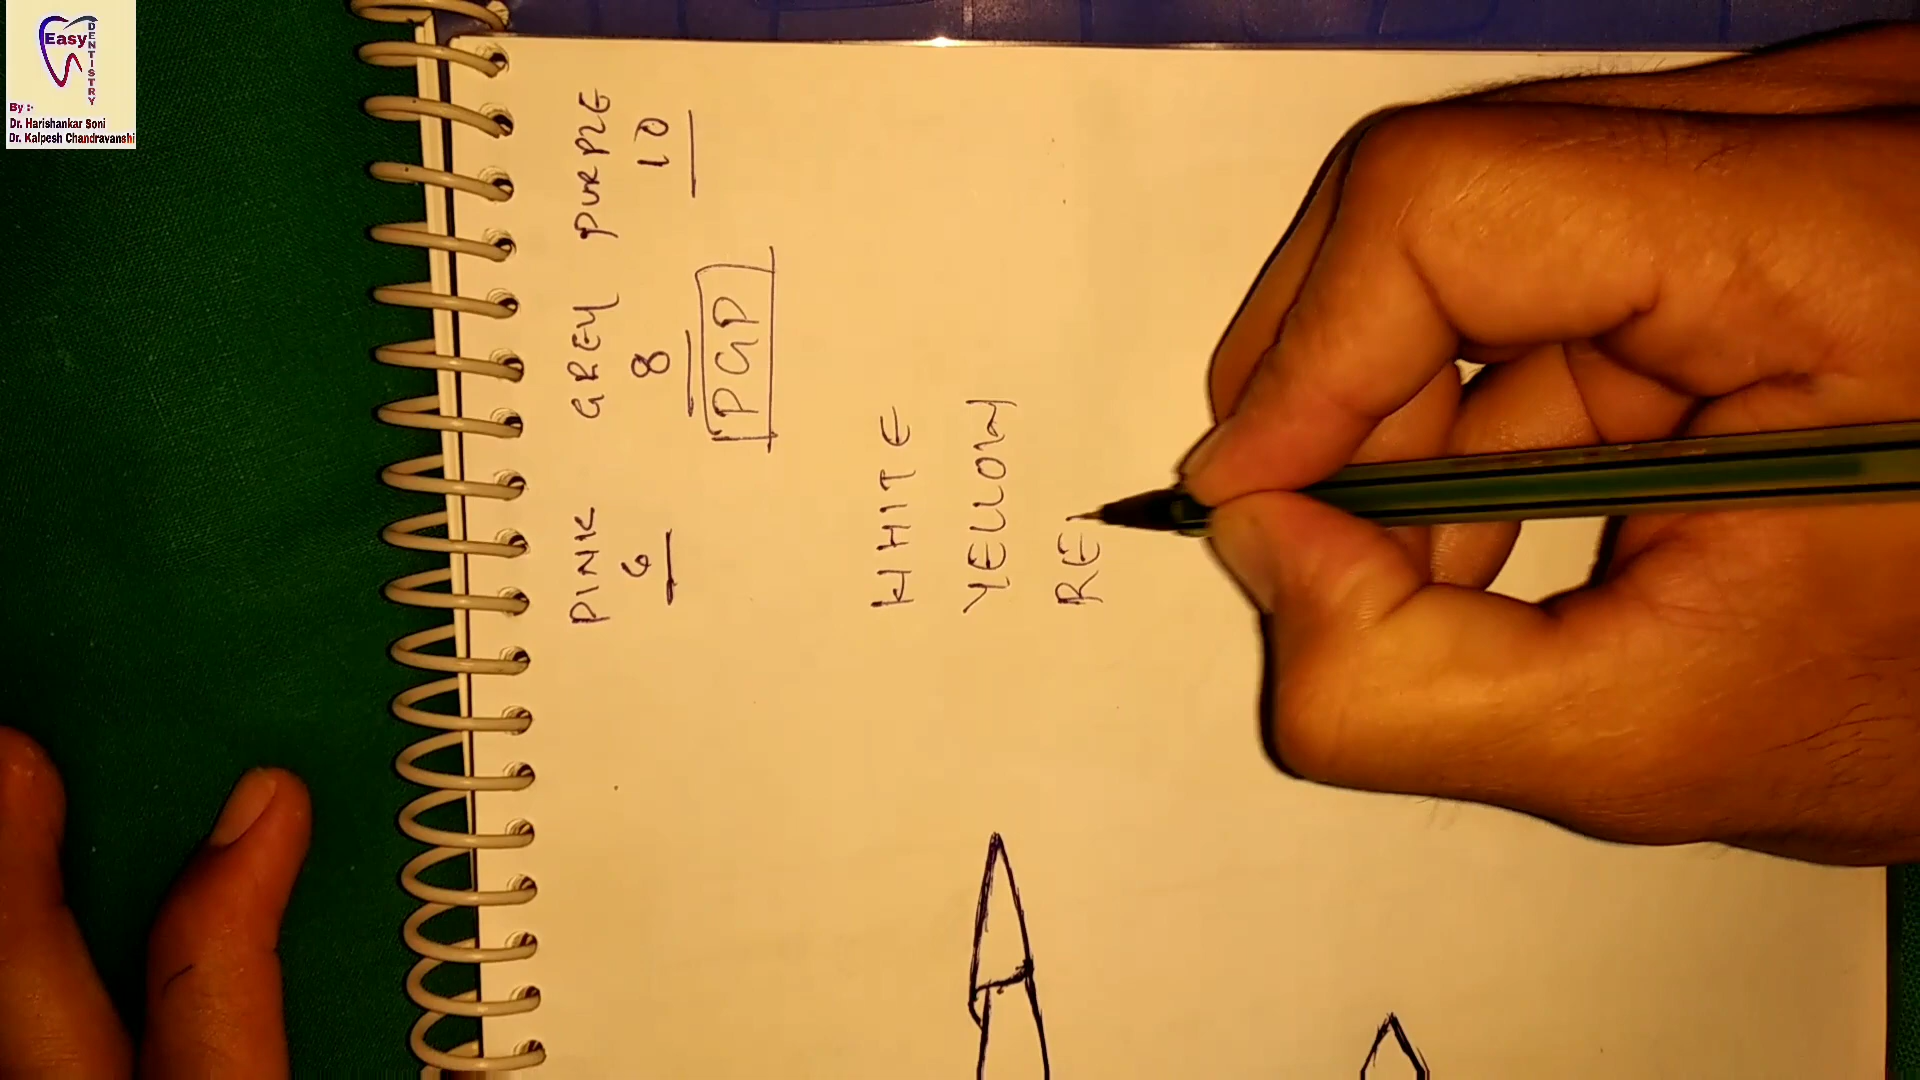 Easy
DENTISTRY
By :-
Dr. Harishankar Soni
Dr. Kalpesh Chandravanshi
PINK GREY PURPLE
6 8 10
PGP
WHITE
YELLOW
RE